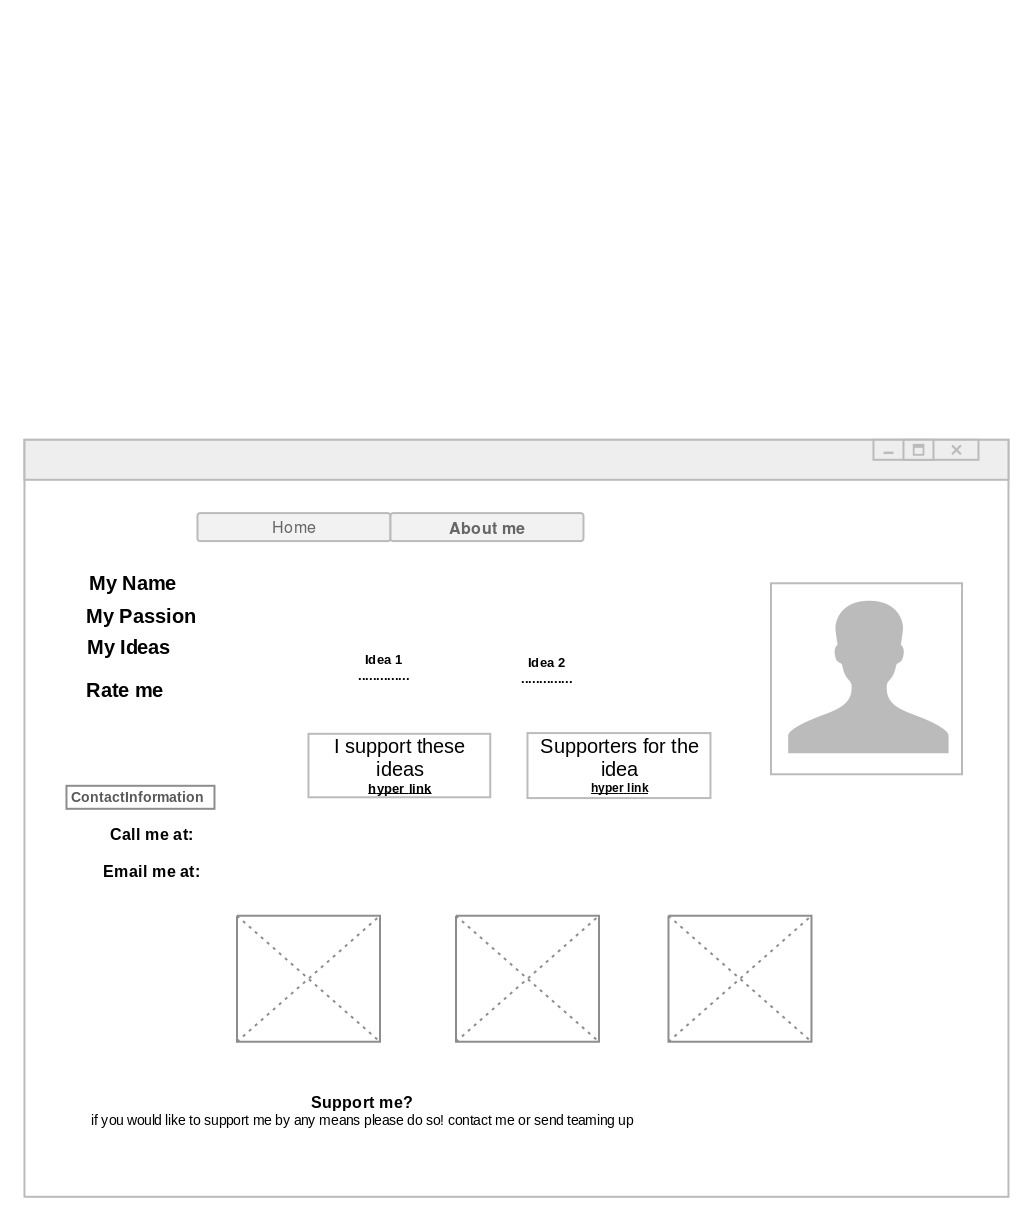 Home
About me
My Name
My Passion
My Ideas
Idea 1
..............
Idea 2
..............
Rate me
I support these
ideas
hyper link
Supporters for the
idea
hyper link
ContactInformation
Call me at:
Email me at:
Support me?
if you would like to support me by any means please do so! contact me or send teaming up